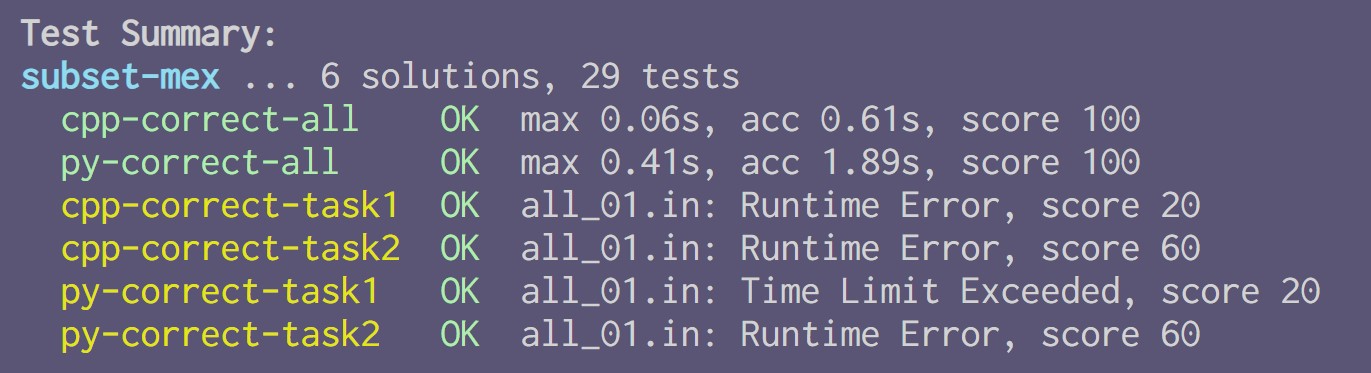 Test Summary:
subset-mex ... 6 solutions, 29 tests
cpp-correct-all OK max 0.06s, acc 0.61s, score 100
py-correct-all OK max 0.41s, acc 1.89s, score 100
cpp-correct-task1 OK all_01.in: Runtime Error, score 20
cpp-correct-task2 OK all_01.in: Runtime Error, score 60
py-correct-task1 OK all_01.in: Time Limit Exceeded, score 20
py-correct-task2 OK all_01.in: Runtime Error, score 60